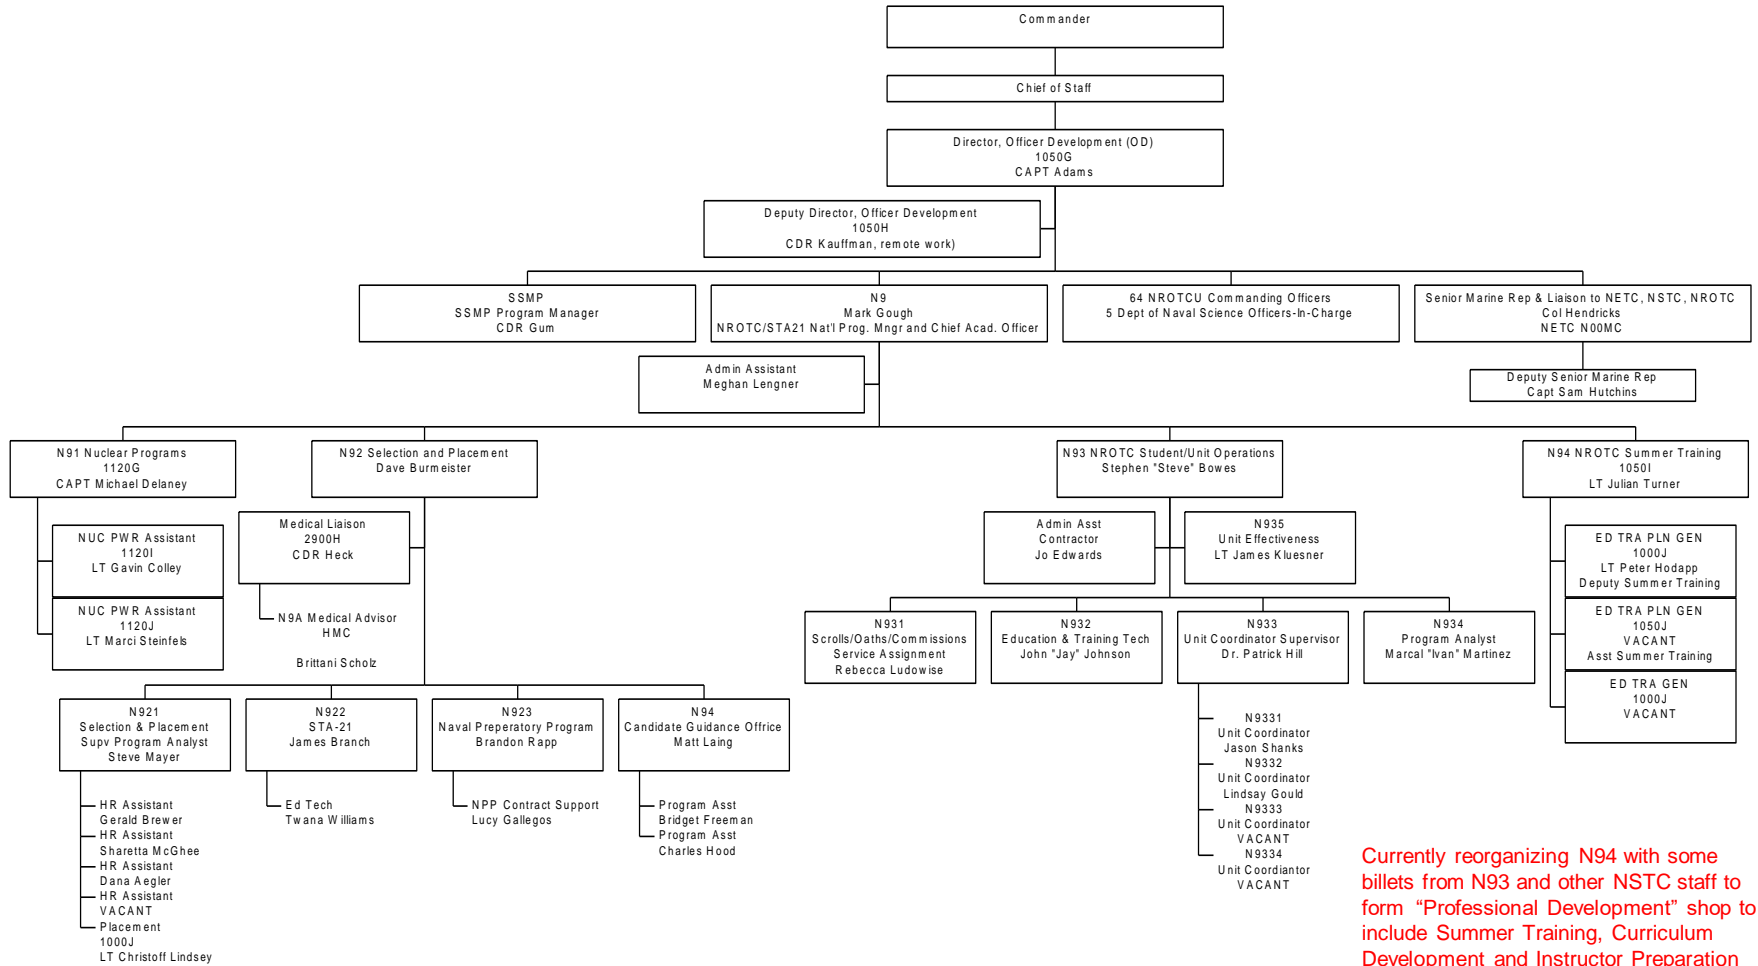 Commander
Chief of Staff
Director, Officer Development (OD)
1050G
CAPT Adams
Deputy Director, Officer Development
1050H
CDR Kauffman, remote work)
SSMP
SSMP Program Manager
CDR Gum
N9
Mark Gough
NROTC/STA21 Nat'l Prog. Mngr and Chief Acad. Officer
64 NROTCU Commanding Officers
5 Dept of Naval Science Officers-In-Charge
Senior Marine Rep & Liaison to NETC, NSTC, NROTC
Col Hendricks
NETC N00MC
Admin Assistant
Meghan Lengner
Deputy Senior Marine Rep
Capt Sam Hutchins
N91 Nuclear Programs
1120G
CAPT Michael Delaney
N92 Selection and Placement
Dave Burmeister
N93 NROTC Student/Unit Operations
Stephen "Steve" Bowes
N94 NROTC Summer Training
1050I
LT Julian Turner
NUC PWR Assistant
1120I
LT Gavin Colley
NUC PWR Assistant
1120J
LT Marci Steinfels
Medical Liaison
2900H
CDR Heck
N9A Medical Advisor
HMC
Brittani Scholz
Admin Asst
Contractor
Jo Edwards
N935
Unit Effectiveness
LT James Kluesner
ED TRA PLN GEN
1000J
LT Peter Hodapp
Deputy Summer Training
ED TRA PLN GEN
1050J
VACANT
Asst Summer Training
ED TRA GEN
1000J
VACANT
N931
Scrolls/Oaths/Commissions
Service Assignment
Rebecca Ludowise
N932
Education & Training Tech
John "Jay" Johnson
N933
Unit Coordinator Supervisor
Dr. Patrick Hill
N934
Program Analyst
Marcal "Ivan" Martinez
N921
Selection & Placement
Supv Program Analyst
Steve Mayer
N922
STA-21
James Branch
N923
Naval Preperatory Program
Brandon Rapp
N94
Candidate Guidance Offrice
Matt Laing
HR Assistant
Gerald Brewer
HR Assistant
Sharetta McGhee
HR Assistant
Dana Aegler
HR Assistant
VACANT
Placement
1000J
LT Christoff Lindsey
Ed Tech
Twana Williams
NPP Contract Support
Lucy Gallegos
Program Asst
Bridget Freeman
Program Asst
Charles Hood
N9331
Unit Coordinator
Jason Shanks
N9332
Unit Coordinator
Lindsay Gould
N9333
Unit Coordinator
VACANT
N9334
Unit Coordiantor
VACANT
Currently reorganizing N94 with some
billets from N93 and other NSTC staff to
form “Professional Development” shop to
include Summer Training, Curriculum
Development and Instructor Preparation